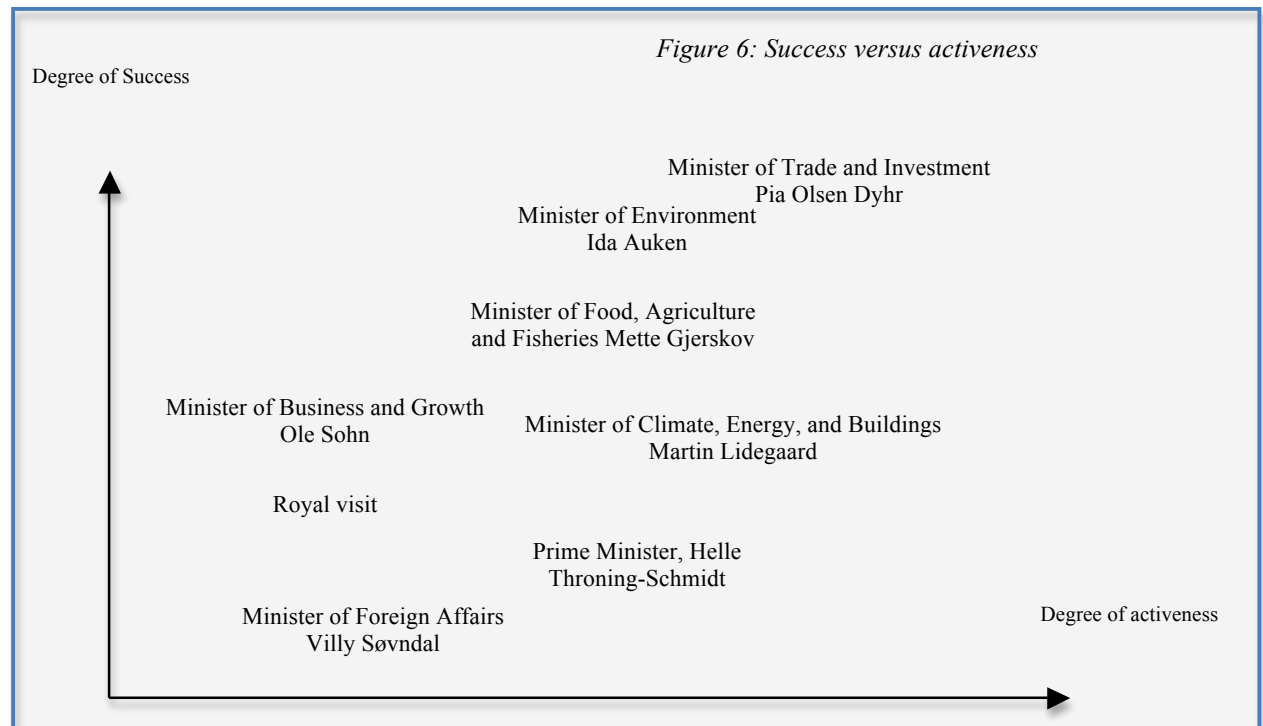 Figure 6: Success versus activeness
Degree of Success
Minister of Trade and Investment
Pia Olsen Dyhr
Minister of Environment
Ida Auken
Minister of Food, Agriculture
and Fisheries Mette Gjerskov
Minister of Business and Growth
Ole Sohn
Minister of Climate, Energy, and Buildings
Martin Lidegaard
Royal visit
Prime Minister, Helle
Throning-Schmidt
Minister of Foreign Affairs
Villy Søvndal
Degree of activeness